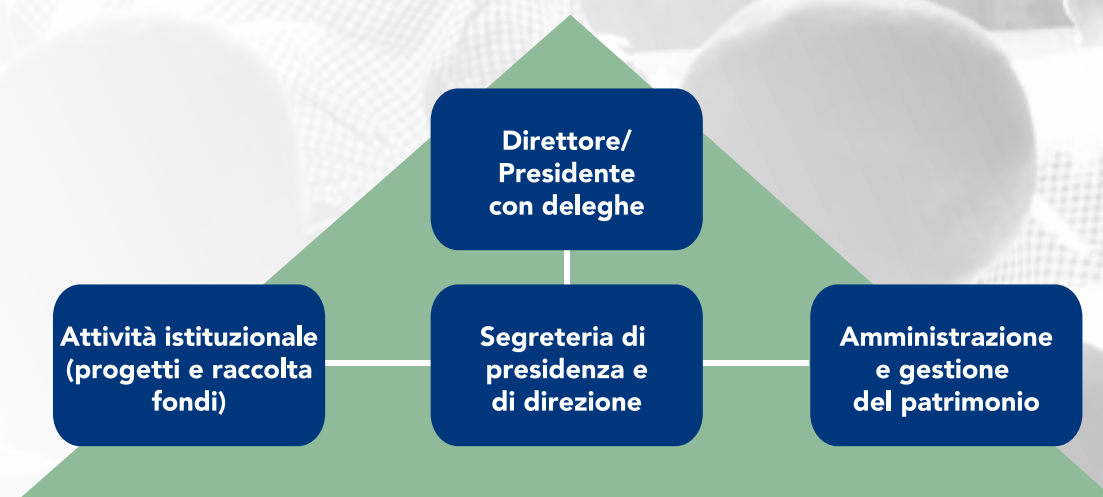 Direttore/
Presidente
con deleghe
Attività istituzionale
(progetti e raccolta
fondi)
Segreteria di
presidenza e
di direzione
Amministrazione
e gestione
del patrimonio